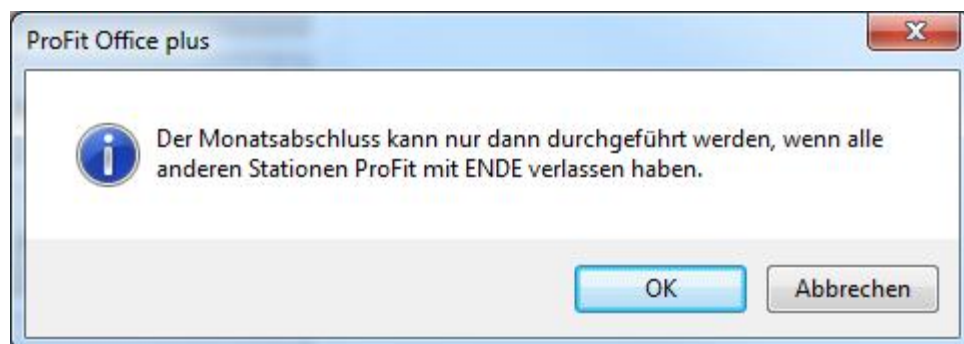 ProFit Office plus
Der Monatsabschluss kann nur dann durchgeführt werden, wenn alle
anderen Stationen ProFit mit ENDE verlassen haben.
OK
Abbrechen